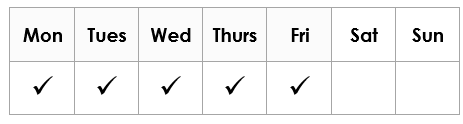 Mon Tues Wed Thurs Fri Sat Sun
✓ ✓ ✓ ✓ ✓